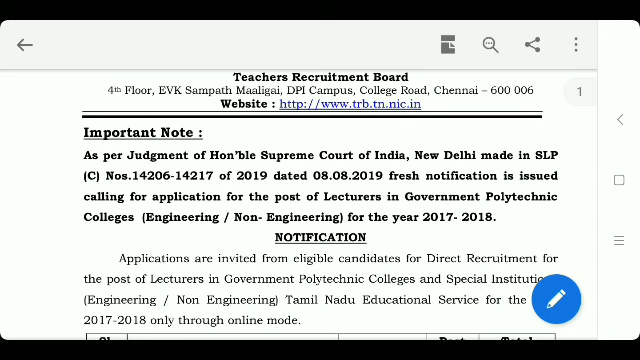 Teachers Recruitment Board
4th Floor, EVK Sampath Maaligai, DPI Campus, College Road, Chennai – 600 006
Website : http://www.trb.tn.nic.in
1
Important Note :
As per Judgment of Hon'ble Supreme Court of India, New Delhi made in SLP
(C) Nos.14206-14217 of 2019 dated 08.08.2019 fresh notification is issued
calling for application for the post of Lecturers in Government Polytechnic
Colleges (Engineering / Non- Engineering) for the year 2017- 2018.
NOTIFICATION
Applications are invited from eligible candidates for Direct Recruitment for
the post of Lecturers in Government Polytechnic Colleges and Special Institution
(Engineering / Non Engineering) Tamil Nadu Educational Service for the
2017-2018 only through online mode.
Sl. Post Total